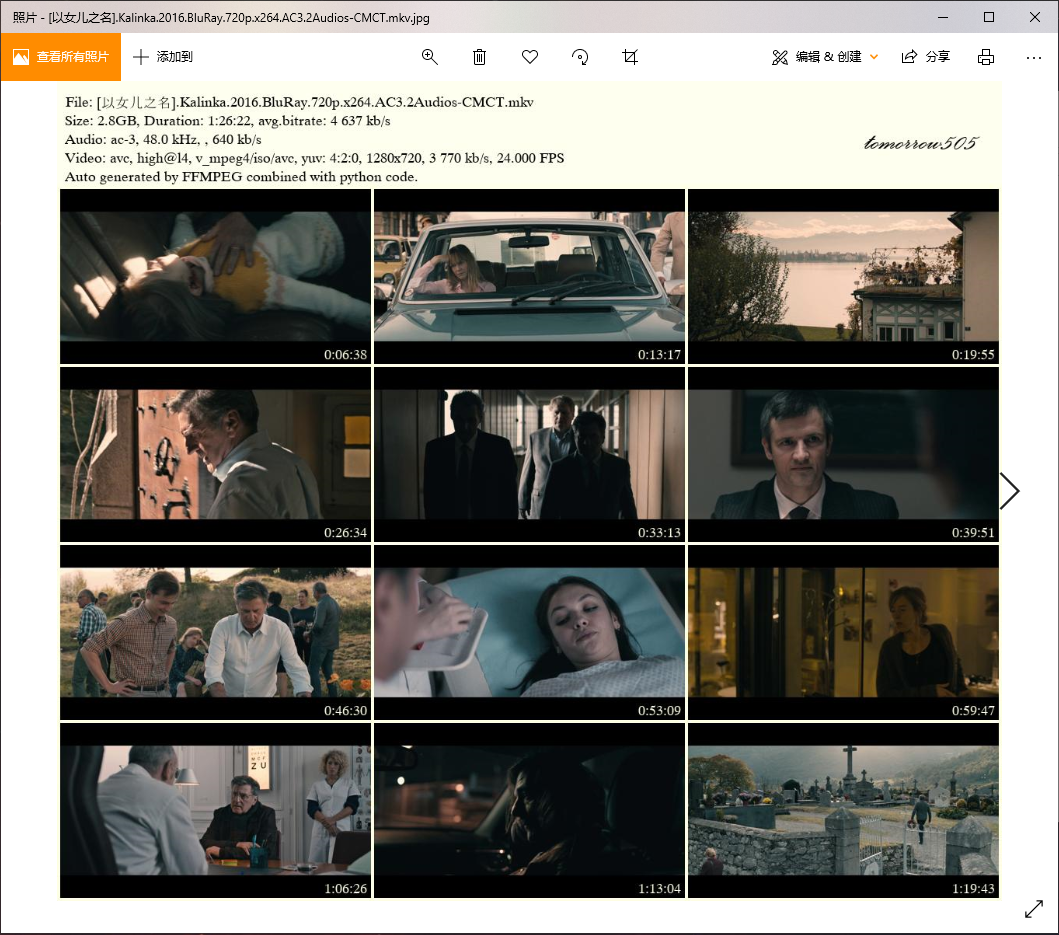 照片 - [以女儿之名].Kalinka.2016.BluRay.720p.x264.AC3.2Audios-CMCT.mkv.jpg
查看所有照片 添加到 编辑 & 创建 分享
File: [以女儿之名].Kalinka.2016.BluRay.720p.x264.AC3.2Audios-CMCT.mkv
Size: 2.8GB, Duration: 1:26:22, avg.bitrate: 4 637 kb/s
Audio: ac-3, 48.0 kHz, , 640 kb/s
Video: avc, high@l4, v_mpeg4/iso/avc, yuv: 4:2:0, 1280x720, 3 770 kb/s, 24.000 FPS
Auto generated by FFMPEG combined with python code.
tomorrow505
0:06:38 0:13:17 0:19:55
0:26:34 0:33:13 0:39:51
0:46:30 0:53:09 0:59:47
Z U
1:06:26 1:13:04 1:19:43